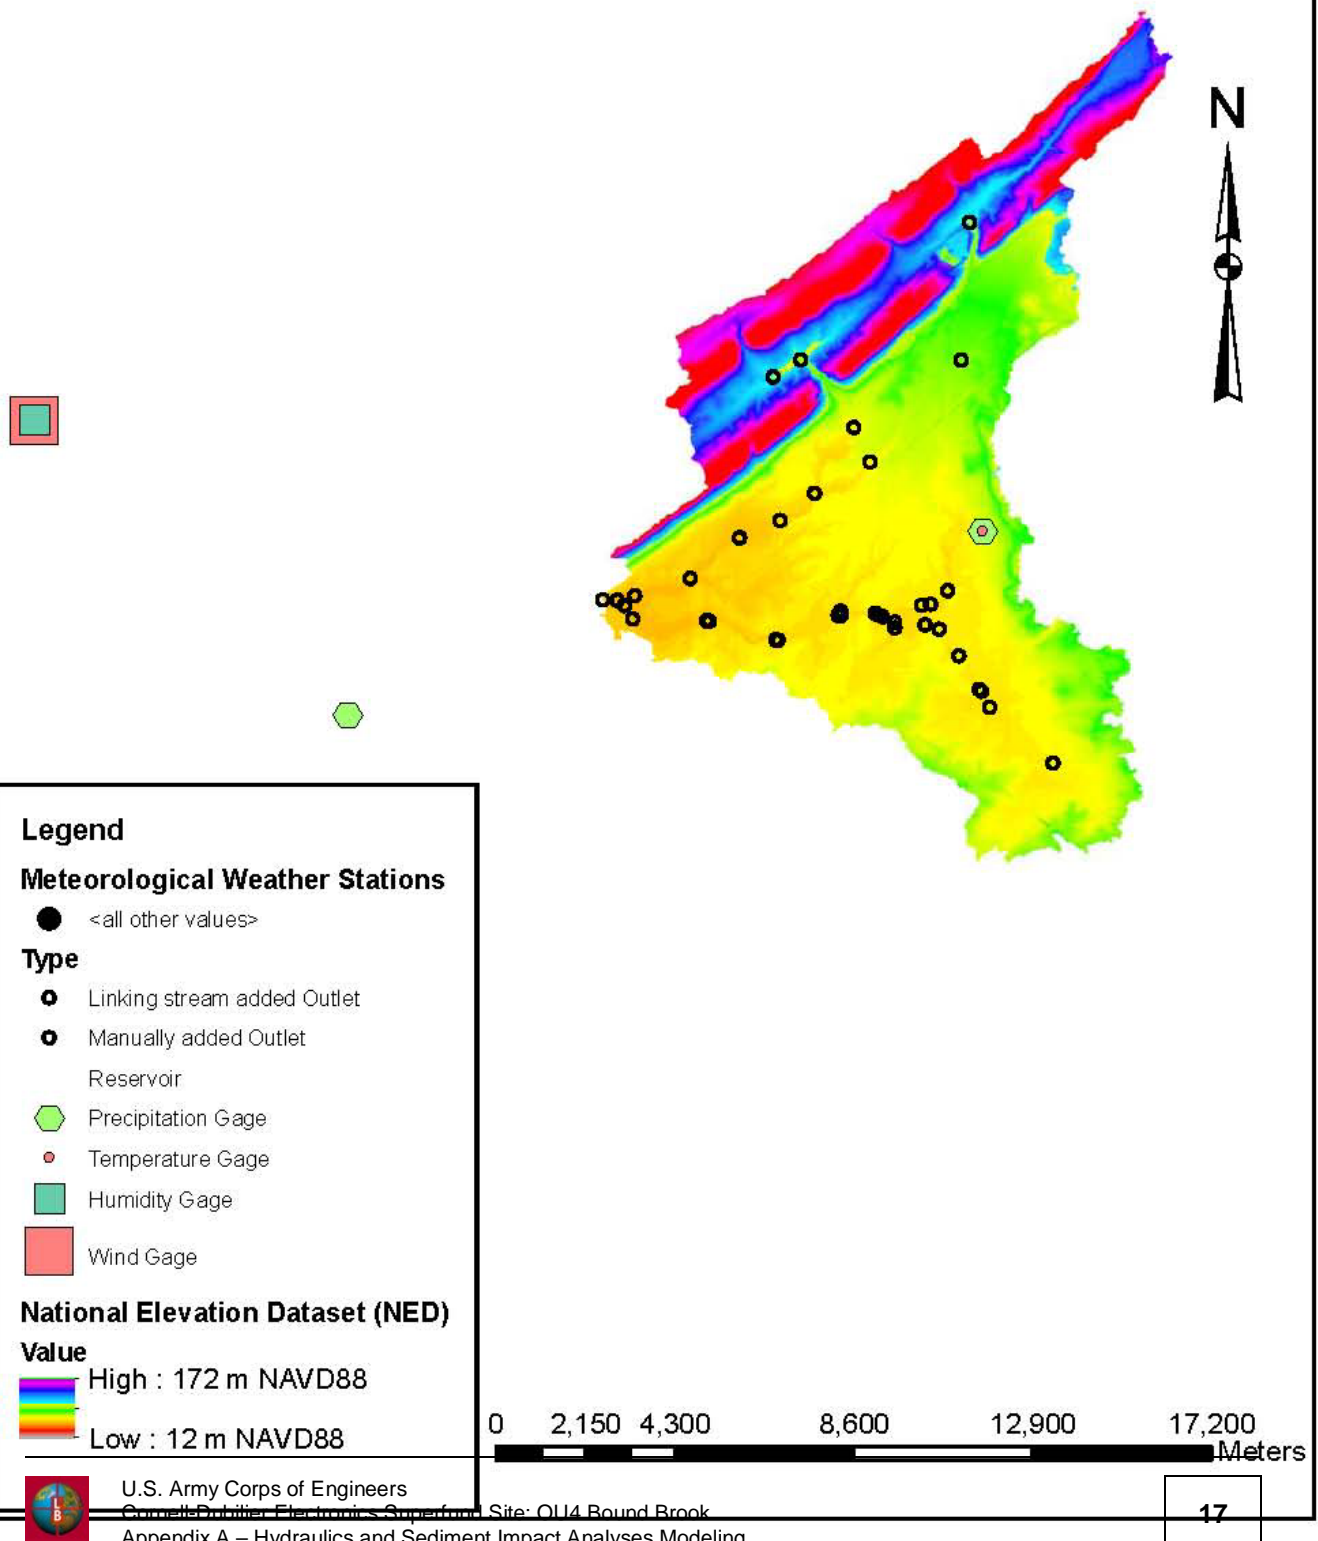 N
Legend
Meteorological Weather Stations
<all other values>
Type
Linking stream added Outlet
Manually added Outlet
Reservoir
Precipitation Gage
Temperature Gage
Humidity Gage
Wind Gage
National Elevation Dataset (NED)
Value
High : 172 m NAVD88
Low : 12 m NAVD88
0 2,150 4,300 8,600 12,900 17,200
Meters
LB
U.S. Army Corps of Engineers
Cornell-Dubilier Electronics Superfund Site: OU4 Bound Brook
17
Appendix A – Hydraulics and Sediment Impact Analyses Modeling